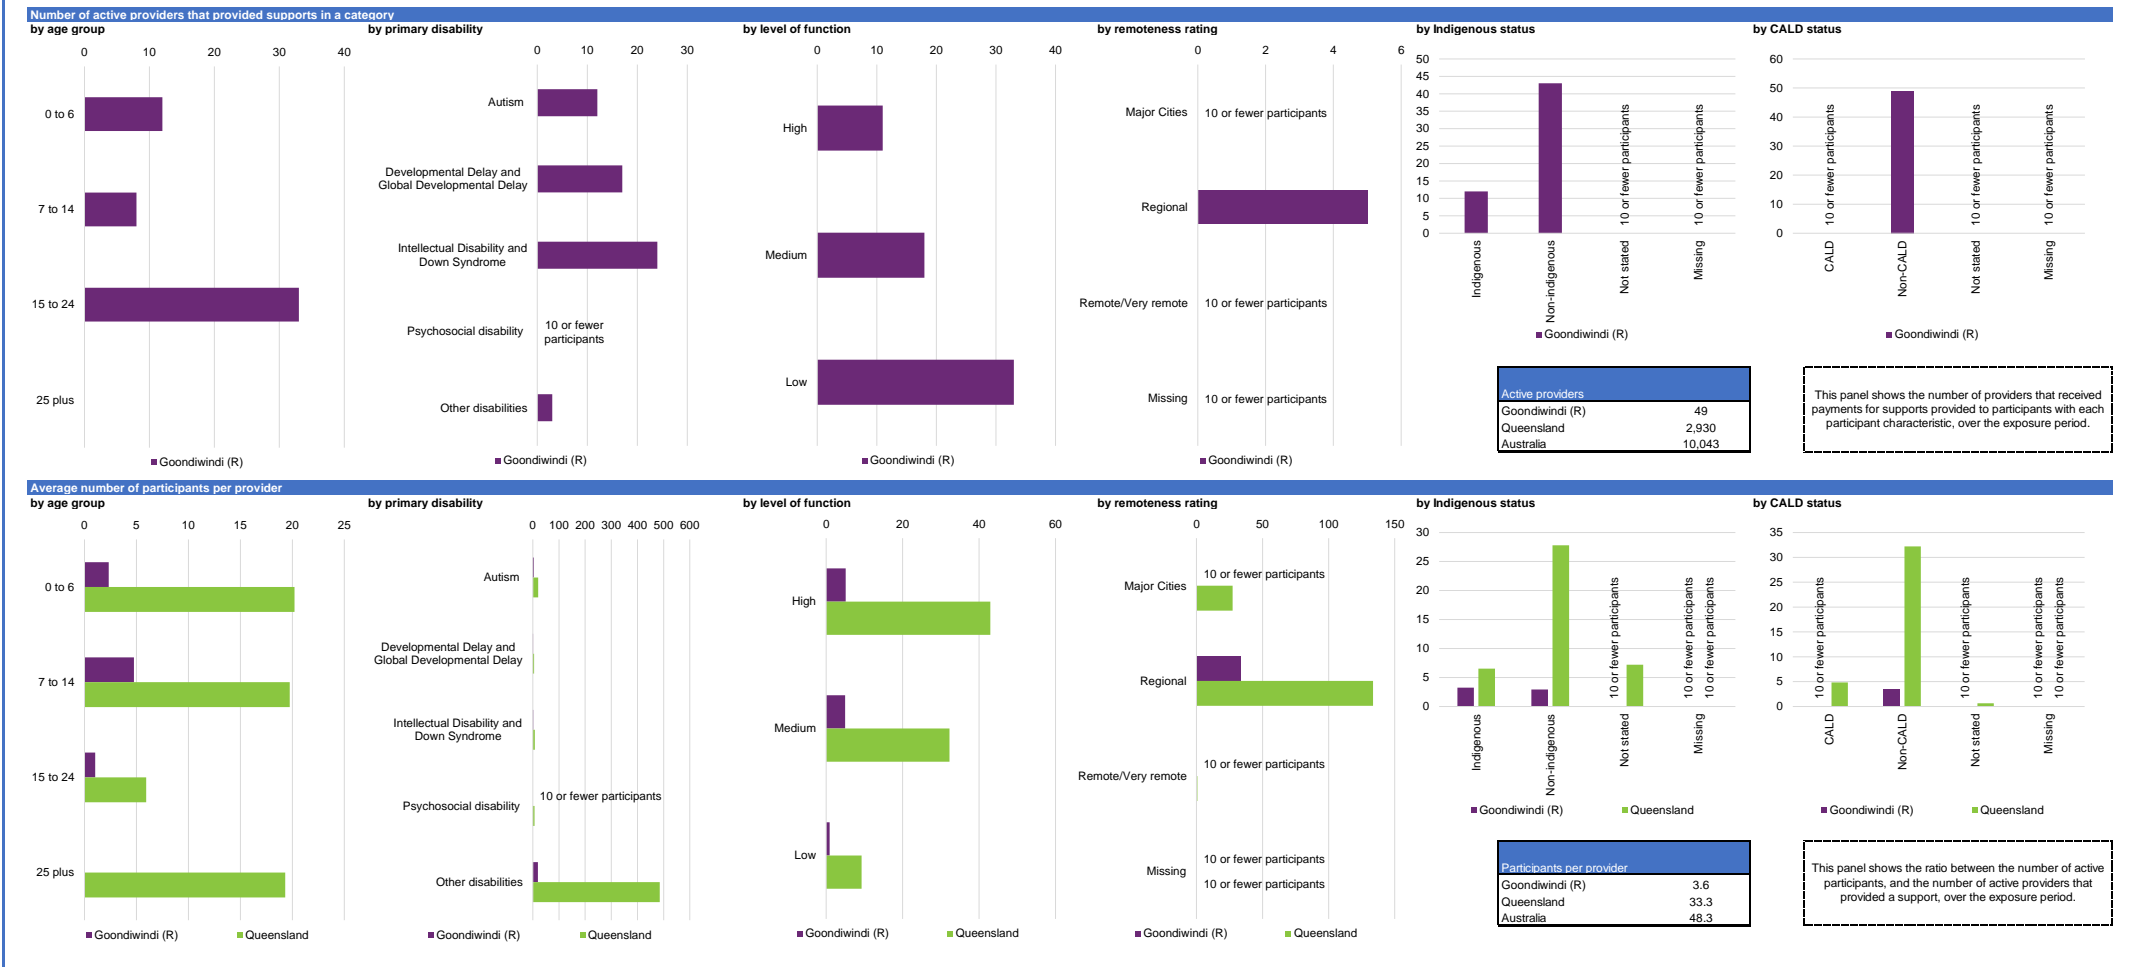 Number of active providers that provided supports in a category
by age group
0 10 20 30 40
0 to 6
7 to 14
15 to 24
25 plus
Goondiwindi (R)
by primary disability
0 10 20 30
Autism
Developmental Delay and
Global Developmental Delay
Intellectual Disability and
Down Syndrome
Psychosocial disability
10 or fewer
participants
Other disabilities
Goondiwindi (R)
by level of function
0 10 20 30 40
High
Medium
Low
Goondiwindi (R)
by remoteness rating
0 2 4 6
Major Cities 10 or fewer participants
Regional
Remote/Very remote 10 or fewer participants
Missing 10 or fewer participants
Goondiwindi (R)
by Indigenous status
50
45
40
35
30
25
20
15
10
5
0
10 or fewer participants
10 or fewer participants
Indigenous
Non-indigenous
Not stated
Missing
Goondiwindi (R)
Active providers
Goondiwindi (R) 49
Queensland 2,930
Australia 10,043
by CALD status
60
50
40
30
20
10
0
10 or fewer participants
10 or fewer participants
10 or fewer participants
CALD
Non-CALD
Not stated
Missing
Goondiwindi (R)
This panel shows the number of providers that received
payments for supports provided to participants with each
participant characteristic, over the exposure period.
Average number of participants per provider
by age group
0 5 10 15 20 25
0 to 6
7 to 14
15 to 24
25 plus
Goondiwindi (R) Queensland
by primary disability
0 100 200 300 400 500 600
Autism
Developmental Delay and
Global Developmental Delay
Intellectual Disability and
Down Syndrome
Psychosocial disability
10 or fewer participants
Other disabilities
Goondiwindi (R) Queensland
by level of function
0 20 40 60
High
Medium
Low
Goondiwindi (R) Queensland
by remoteness rating
0 50 100 150
Major Cities
10 or fewer participants
Regional
Remote/Very remote
10 or fewer participants
Missing
10 or fewer participants
10 or fewer participants
Goondiwindi (R) Queensland
by Indigenous status
30
25
20
15
10
5
0
10 or fewer participants
10 or fewer participants
10 or fewer participants
Indigenous
Non-indigenous
Not stated
Missing
Goondiwindi (R) Queensland
Participants per provider
Goondiwindi (R) 3.6
Queensland 33.3
Australia 48.3
by CALD status
35
30
25
20
15
10
5
0
10 or fewer participants
10 or fewer participants
10 or fewer participants
10 or fewer participants
CALD
Non-CALD
Not stated
Missing
Goondiwindi (R) Queensland
This panel shows the ratio between the number of active
participants, and the number of active providers that
provided a support, over the exposure period.